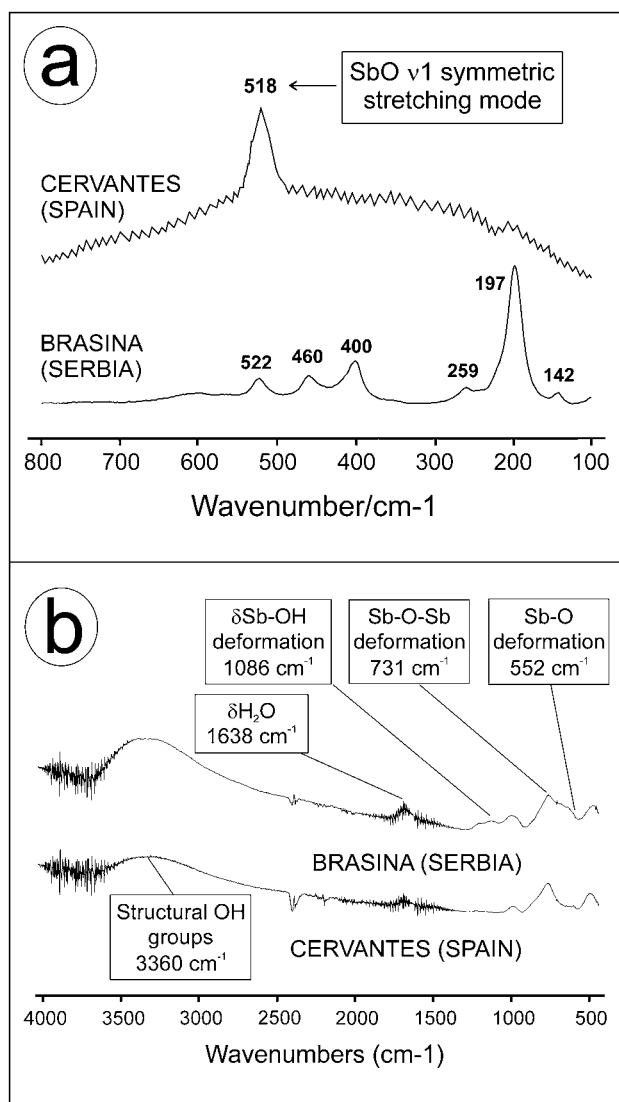 a
518
SbO ν1 symmetric
stretching mode
CERVANTES
(SPAIN)
197
BRASINA
(SERBIA)
522
460
400
259
142
800 700 600 500 400 300 200 100
Wavenumber/cm-1
b
δSb-OH
deformation
1086 cm⁻¹
Sb-O-Sb
deformation
731 cm⁻¹
Sb-O
deformation
552 cm⁻¹
δH₂O
1638 cm⁻¹
BRASINA (SERBIA)
Structural OH
groups
3360 cm⁻¹
CERVANTES (SPAIN)
4000 3500 3000 2500 2000 1500 1000 500
Wavenumbers (cm-1)